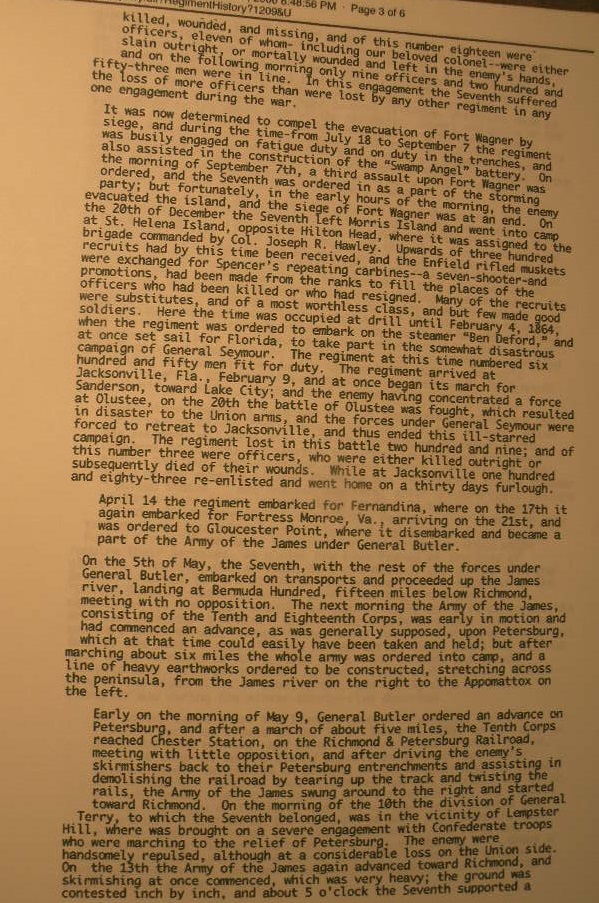 /RegimentHistory?1209&U
6:48:56 PM · Page 3 of 6
killed, wounded, and missing, and of this number eighteen were
officers, eleven of whom- including our beloved colonel--were either
slain outright, or mortally wounded and left in the enemy's hands,
and on the following morning only nine officers and two hundred and
fifty-three men were in line. In this engagement the Seventh suffered
the loss of more officers than were lost by any other regiment in any
one engagement during the war.
It was now determined to compel the evacuation of Fort Wagner by
siege, and during the time-from July 18 to September 7 the regiment
was busily engaged on fatigue duty and on duty in the trenches, and
also assisted in the construction of the "Swamp Angel" battery. On
the morning of September 7th, a third assault upon Fort Wagner was
ordered, and the Seventh was ordered in as a part of the storming
party; but fortunately, in the early hours of the morning, the enemy
evacuated the island, and the siege of Fort Wagner was at an end. On
the 20th of December the Seventh left Morris Island and went into camp
at St. Helena Island, opposite Hilton Head, where it was assigned to the
brigade commanded by Col. Joseph R. Hawley. Upwards of three hundred
recruits had by this time been received, and the Enfield rifled muskets
were exchanged for Spencer's repeating carbines--a seven-shooter-and
promotions, had been made from the ranks to fill the places of the
officers who had been killed or who had resigned. Many of the recruits
were substitutes, and of a most worthless class, and but few made good
soldiers. Here the time was occupied at drill until February 4, 1864,
when the regiment was ordered to embark on the steamer "Ben Deford," and
at once set sail for Florida, to take part in the somewhat disastrous
campaign of General Seymour. The regiment at this time numbered six
hundred and fifty men fit for duty. The regiment arrived at
Jacksonville, Fla., February 9, and at once began its march for
Sanderson, toward Lake City; and the enemy having concentrated a force
at Olustee, on the 20th the battle of Olustee was fought, which resulted
in disaster to the Union arms, and the forces under General Seymour were
forced to retreat to Jacksonville, and thus ended this ill-starred
campaign. The regiment lost in this battle two hundred and nine; and of
this number three were officers, who were either killed outright or
subsequently died of their wounds. While at Jacksonville one hundred
and eighty-three re-enlisted and went home on a thirty days furlough.
April 14 the regiment embarked for Fernandina, where on the 17th it
again embarked for Fortress Monroe, Va., arriving on the 21st, and
was ordered to Gloucester Point, where it disembarked and became a
part of the Army of the James under General Butler.
On the 5th of May, the Seventh, with the rest of the forces under
General Butler, embarked on transports and proceeded up the James
river, landing at Bermuda Hundred, fifteen miles below Richmond,
meeting with no opposition. The next morning the Army of the James,
consisting of the Tenth and Eighteenth Corps, was early in motion and
had commenced an advance, as was generally supposed, upon Petersburg,
which at that time could easily have been taken and held; but after
marching about six miles the whole army was ordered into camp, and a
line of heavy earthworks ordered to be constructed, stretching across
the peninsula, from the James river on the right to the Appomattox on
the left.
Early on the morning of May 9, General Butler ordered an advance on
Petersburg, and after a march of about five miles, the Tenth Corps
reached Chester Station, on the Richmond & Petersburg Railroad,
meeting with little opposition, and after driving the enemy's
skirmishers back to their Petersburg entrenchments and assisting in
demolishing the railroad by tearing up the track and twisting the
rails, the Army of the James swung around to the right and started
toward Richmond. On the morning of the 10th the division of General
Terry, to which the Seventh belonged, was in the vicinity of Lempster
Hill, where was brought on a severe engagement with Confederate troops
who were marching to the relief of Petersburg. The enemy were
handsomely repulsed, although at a considerable loss on the Union side.
On the 13th the Army of the James again advanced toward Richmond, and
skirmishing at once commenced, which was very heavy; the ground was
contested inch by inch, and about 5 o'clock the Seventh supported a